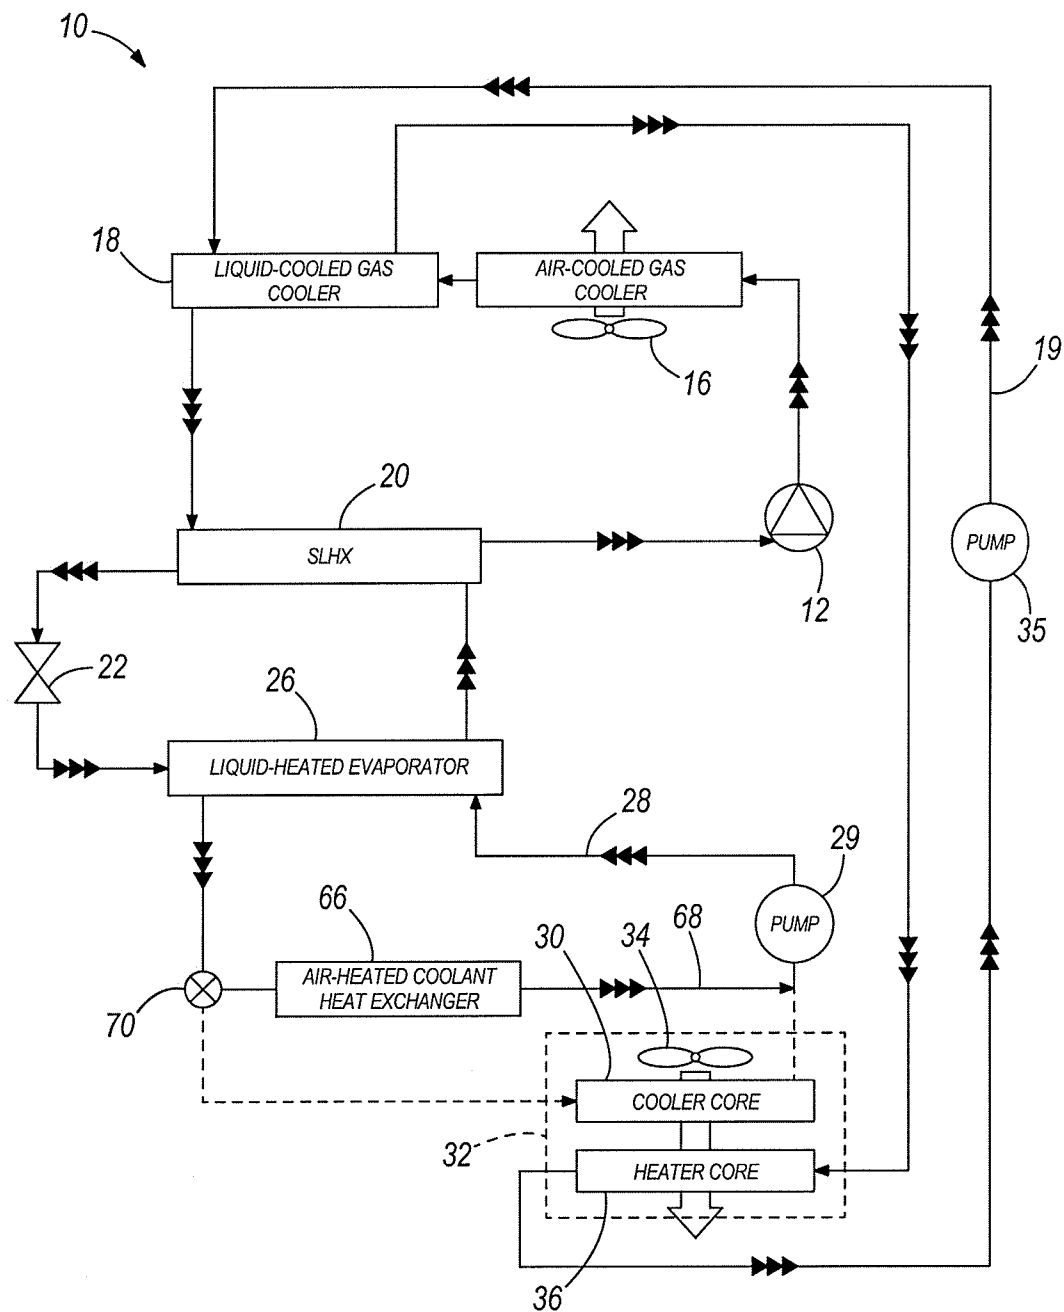 10
18
LIQUID-COOLED GAS
COOLER
AIR-COOLED GAS
COOLER
16
19
20
SLHX
12
PUMP
35
22
26
LIQUID-HEATED EVAPORATOR
28
29
PUMP
66
30
34
68
AIR-HEATED COOLANT
HEAT EXCHANGER
70
COOLER CORE
32
HEATER CORE
36